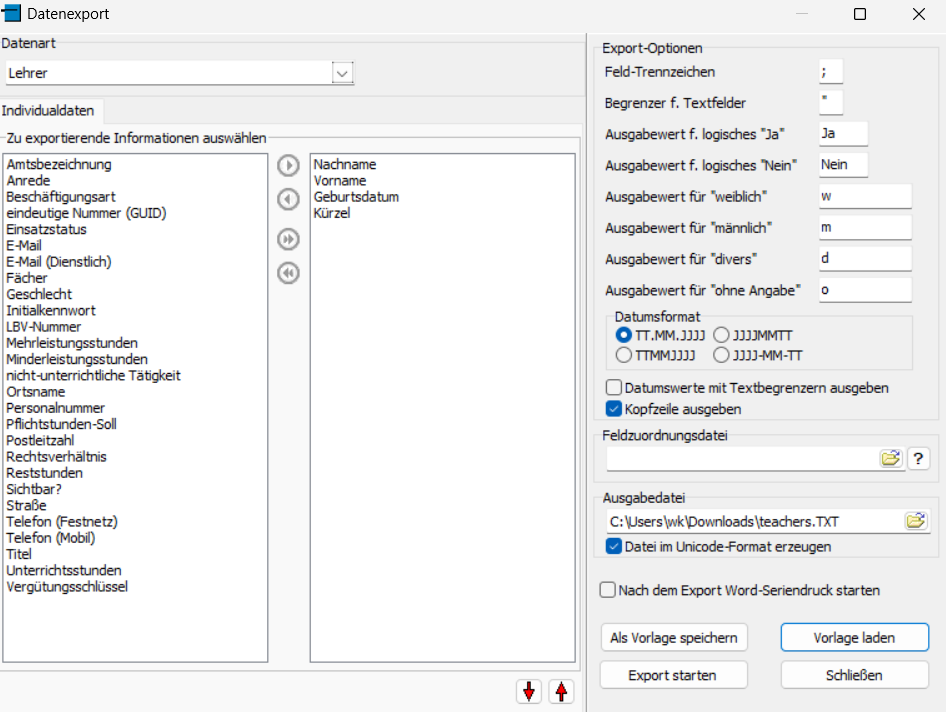 Datenexport
Datenart
Lehrer
Individualdaten
Zu exportierende Informationen auswählen
Amtsbezeichnung
Anrede
Beschäftigungsart
eindeutige Nummer (GUID)
Einsatzstatus
E-Mail
E-Mail (Dienstlich)
Fächer
Geschlecht
Initialkennwort
LBV-Nummer
Mehrleistungsstunden
Minderleistungsstunden
nicht-unterrichtliche Tätigkeit
Ortsname
Personalnummer
Pflichtstunden-Soll
Postleitzahl
Rechtsverhältnis
Reststunden
Sichtbar?
Straße
Telefon (Festnetz)
Telefon (Mobil)
Titel
Unterrichtsstunden
Vergütungsschlüssel
Nachname
Vorname
Geburtsdatum
Kürzel
Export-Optionen
Feld-Trennzeichen ;
Begrenzer f. Textfelder "
Ausgabewert f. logisches "Ja" Ja
Ausgabewert f. logisches "Nein" Nein
Ausgabewert für "weiblich" w
Ausgabewert für "männlich" m
Ausgabewert für "divers" d
Ausgabewert für "ohne Angabe" o
Datumsformat
TT.MM.JJJJ JJJJMMTT
TTMMJJJJ JJJJ-MM-TT
Datumswerte mit Textbegrenzern ausgeben
Kopfzeile ausgeben
Feldzuordnungsdatei
?
Ausgabedatei
C:\Users\wk\Downloads\teachers.TXT
Datei im Unicode-Format erzeugen
Nach dem Export Word-Seriendruck starten
Als Vorlage speichern Vorlage laden
Export starten Schließen